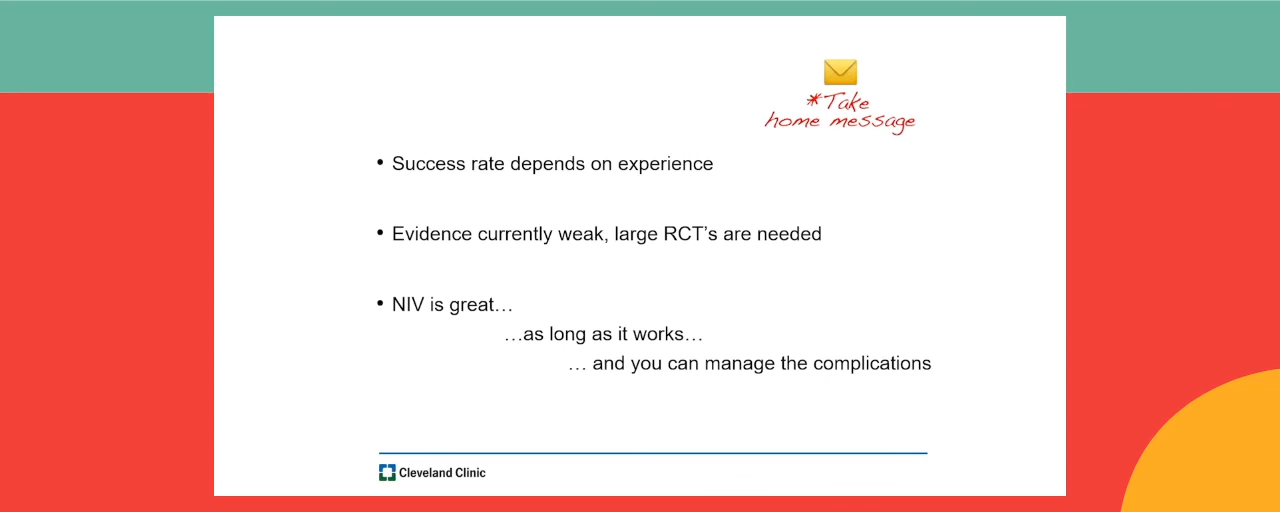 *Take
home message
• Success rate depends on experience
• Evidence currently weak, large RCT’s are needed
• NIV is great…
…as long as it works…
… and you can manage the complications
Cleveland Clinic